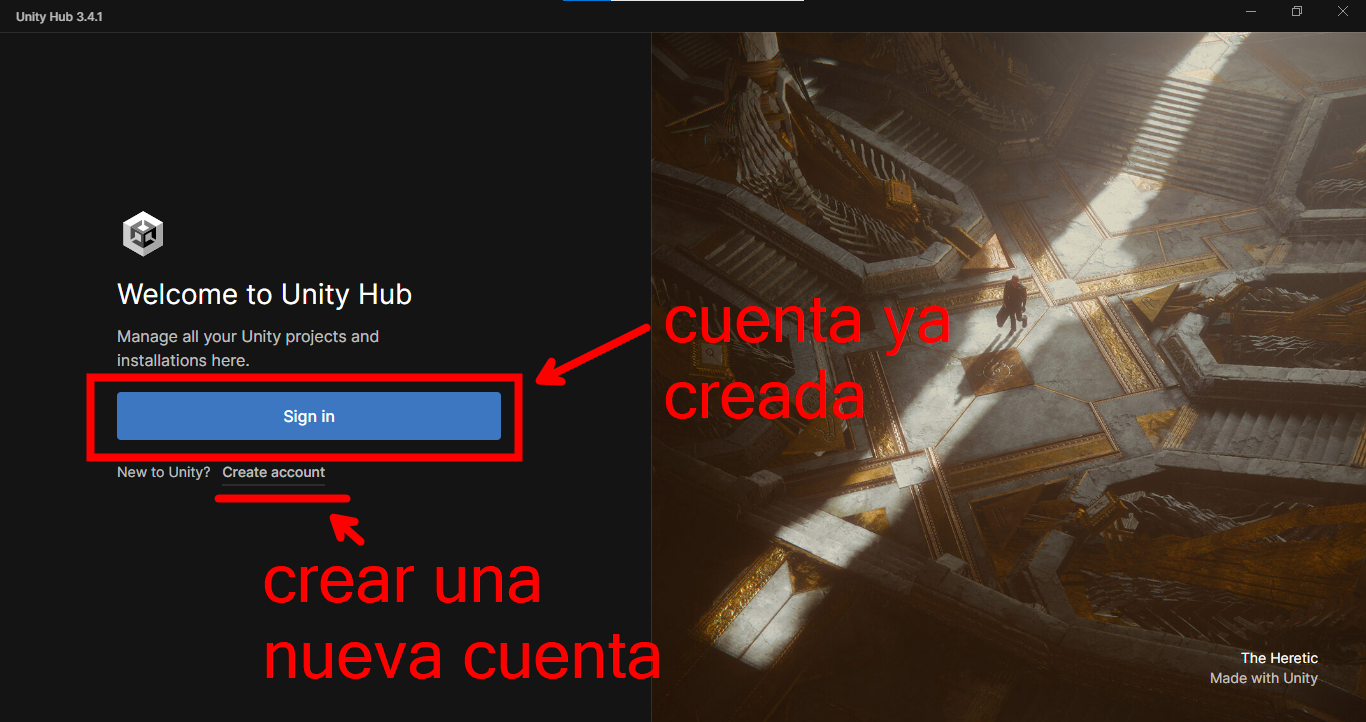 Unity Hub 3.4.1
Welcome to Unity Hub
Manage all your Unity projects and
installations here.
Sign in
New to Unity? Create account
cuenta ya
creada
crear una
nueva cuenta
The Heretic
Made with Unity